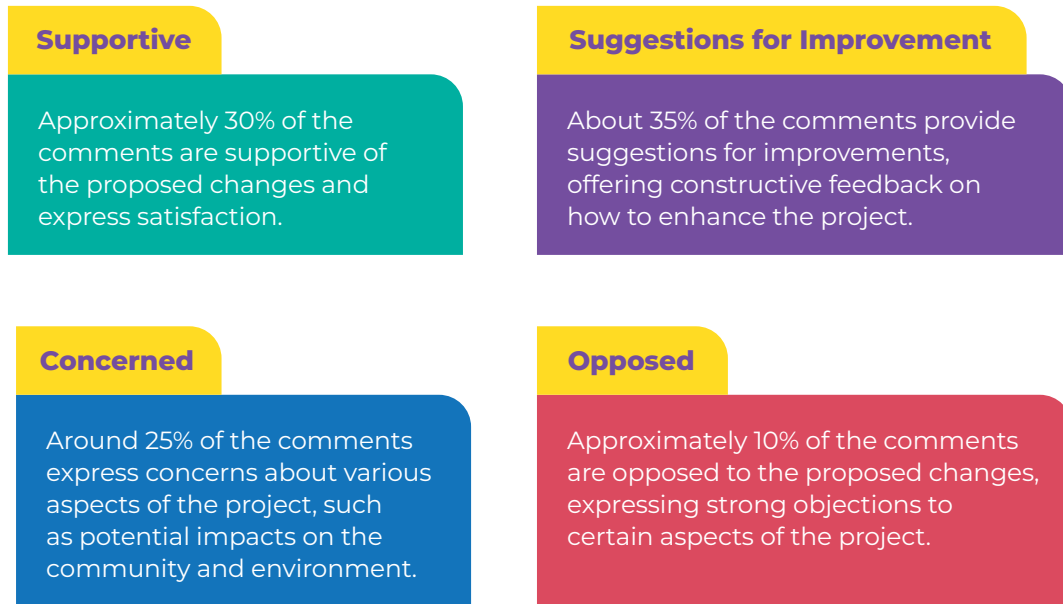 Supportive
Approximately 30% of the
comments are supportive of
the proposed changes and
express satisfaction.
Suggestions for Improvement
About 35% of the comments provide
suggestions for improvements,
offering constructive feedback on
how to enhance the project.
Concerned
Around 25% of the comments
express concerns about various
aspects of the project, such
as potential impacts on the
community and environment.
Opposed
Approximately 10% of the comments
are opposed to the proposed changes,
expressing strong objections to
certain aspects of the project.